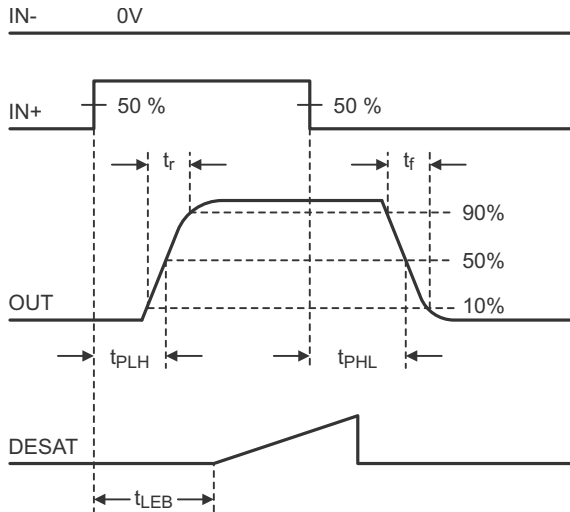 IN- 0V
IN+ 50 % 50 %
tr tf
90%
50%
OUT 10%
tPLH tPHL
DESAT
tLEB